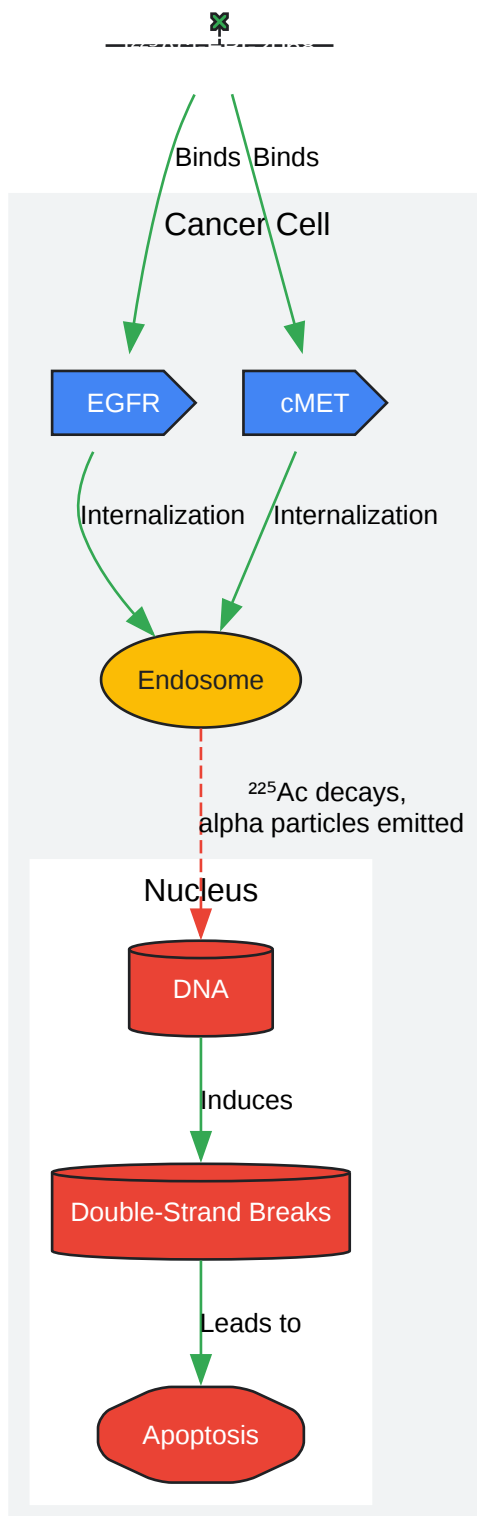 Binds Binds
Cancer Cell
EGFR
cMET
Internalization
Internalization
Endosome
²²⁵Ac decays,
alpha particles emitted
Nucleus
DNA
Induces
Double-Strand Breaks
Leads to
Apoptosis